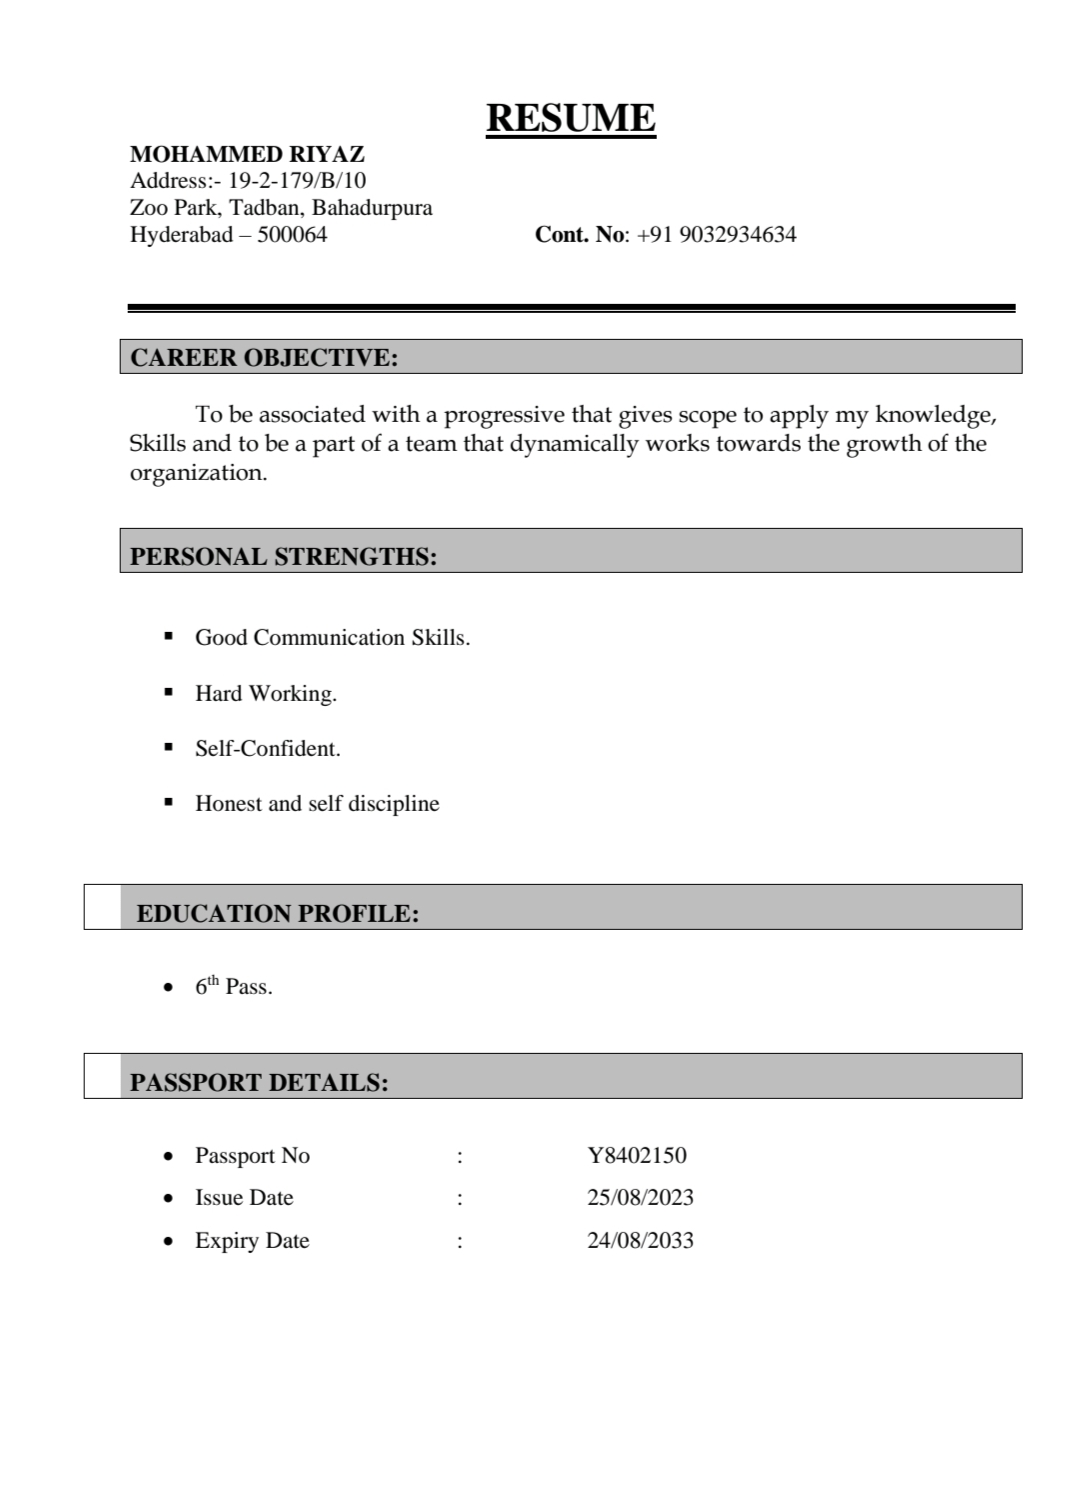 RESUME
MOHAMMED RIYAZ
Address:- 19-2-179/B/10
Zoo Park, Tadban, Bahadurpura
Hyderabad – 500064 Cont. No: +91 9032934634
CAREER OBJECTIVE:
To be associated with a progressive that gives scope to apply my knowledge,
Skills and to be a part of a team that dynamically works towards the growth of the
organization.
PERSONAL STRENGTHS:
▪ Good Communication Skills.
▪ Hard Working.
▪ Self-Confident.
▪ Honest and self discipline
EDUCATION PROFILE:
• 6th Pass.
PASSPORT DETAILS:
• Passport No : Y8402150
• Issue Date : 25/08/2023
• Expiry Date : 24/08/2033